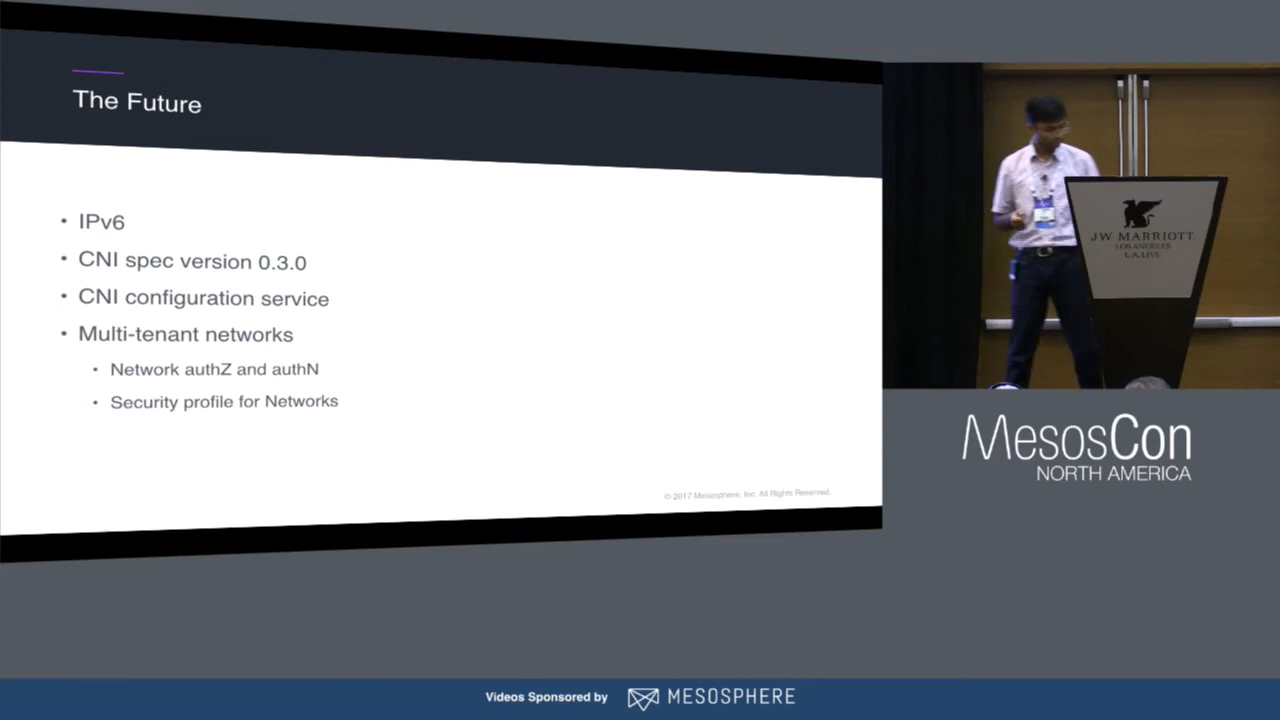 The Future
• IPv6
• CNI spec version 0.3.0
• CNI configuration service
• Multi-tenant networks
• Network authZ and authN
• Security profile for Networks
© 2017 Mesosphere, Inc. All Rights Reserved.
JW MARRIOTT
LOS ANGELES
L.A. LIVE
MesosCon
NORTH AMERICA
Videos Sponsored by MESOSPHERE